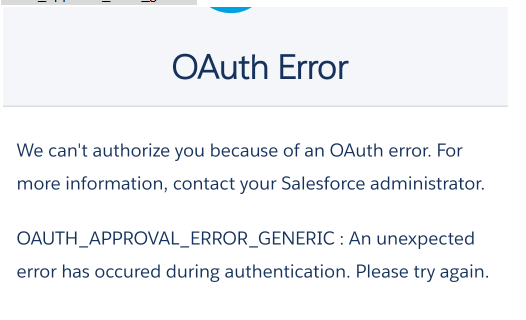 OAuth Error
We can't authorize you because of an OAuth error. For
more information, contact your Salesforce administrator.
OAUTH_APPROVAL_ERROR_GENERIC : An unexpected
error has occured during authentication. Please try again.